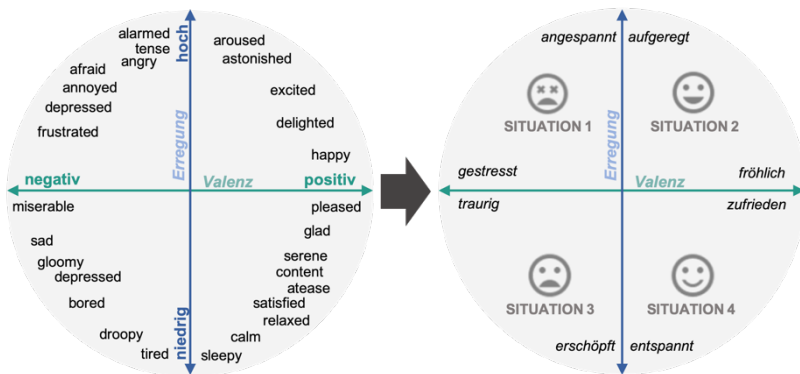 alarmed
tense
angry
afraid
annoyed
depressed
frustrated
hoch
Erregung
aroused
astonished
excited
delighted
happy
negativ
Valenz
positiv
miserable
sad
gloomy
depressed
bored
droopy
tired
niedrig
pleased
glad
serene
content
atease
satisfied
relaxed
calm
sleepy
angespannt
aufgeregt
SITUATION 1
Erregung
SITUATION 2
gestresst
Valenz
fröhlich
traurig
zufrieden
SITUATION 3
SITUATION 4
erschöpft
entspannt